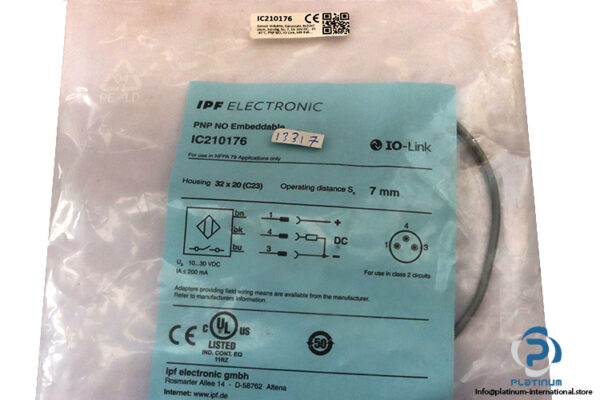 IC210176 CE
IPF ELECTRONIC
PNP NO Embeddable
IC210176
13317
IO-Link
For use in NFPA 79 Applications only
Housing 32 x 20 (C23) Operating distance Sn 7 mm
bn 1 +
bk 4 DC
bu 3 –
4
1 3
10...30 VDC
IA ≤ 200 mA
For use in class 2 circuits
Adapters providing field wiring means are available from the manufacturer.
Refer to manufacturers information.
CE c UL US
LISTED
IND. CONT. EQ
11RZ
50
ipf electronic gmbh
Rosmarter Allee 14 - D-58762 Altena
Internet: www.ipf.de
PLATINUM
info@platinum-international.store